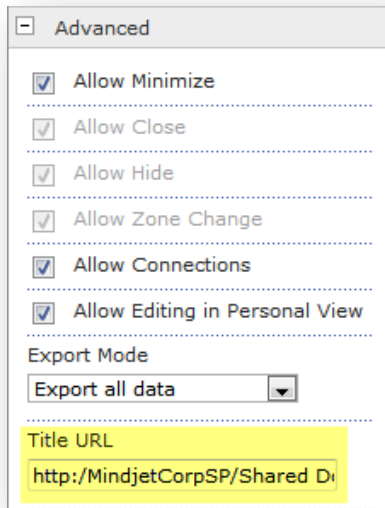 Advanced
Allow Minimize
Allow Close
Allow Hide
Allow Zone Change
Allow Connections
Allow Editing in Personal View
Export Mode
Export all data
Title URL
http:/MindjetCorpSP/Shared